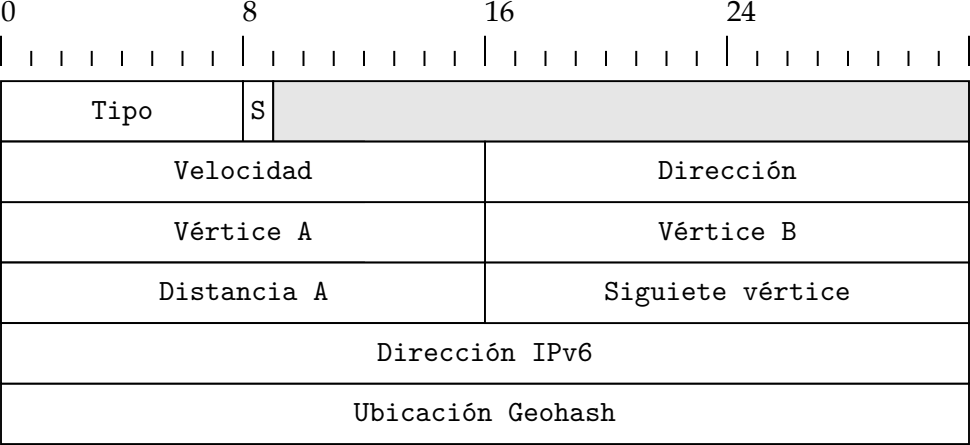 0 8 16 24
Tipo S
Velocidad Dirección
Vértice A Vértice B
Distancia A Siguiete vértice
Dirección IPv6
Ubicación Geohash